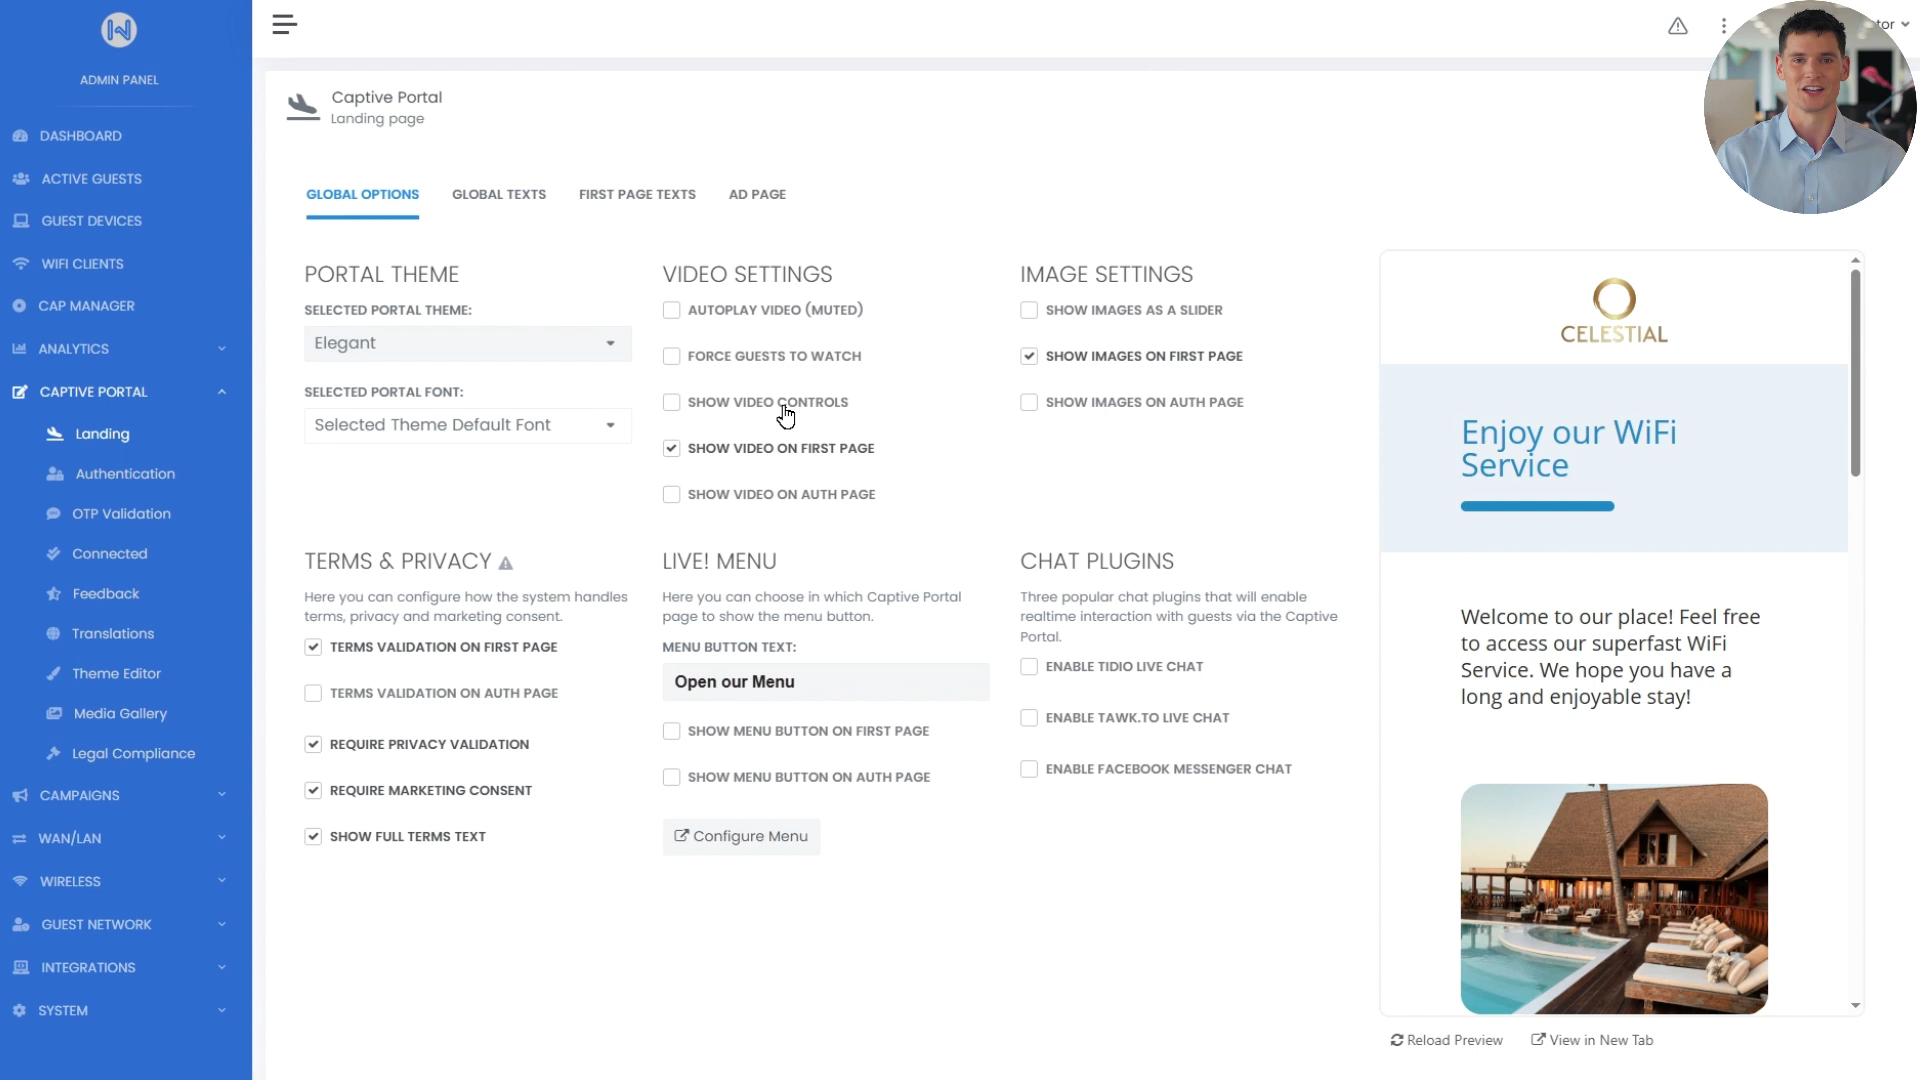 ADMIN PANEL
DASHBOARD
ACTIVE GUESTS
GUEST DEVICES
WIFI CLIENTS
CAP MANAGER
ANALYTICS
CAPTIVE PORTAL
Landing
Authentication
OTP Validation
Connected
Feedback
Translations
Theme Editor
Media Gallery
Legal Compliance
CAMPAIGNS
WAN/LAN
WIRELESS
GUEST NETWORK
INTEGRATIONS
SYSTEM
Captive Portal
Landing page
GLOBAL OPTIONS
GLOBAL TEXTS
FIRST PAGE TEXTS
AD PAGE
PORTAL THEME
SELECTED PORTAL THEME:
Elegant
SELECTED PORTAL FONT:
Selected Theme Default Font
VIDEO SETTINGS
AUTOPLAY VIDEO (MUTED)
FORCE GUESTS TO WATCH
SHOW VIDEO CONTROLS
SHOW VIDEO ON FIRST PAGE
SHOW VIDEO ON AUTH PAGE
IMAGE SETTINGS
SHOW IMAGES AS A SLIDER
SHOW IMAGES ON FIRST PAGE
SHOW IMAGES ON AUTH PAGE
TERMS & PRIVACY
Here you can configure how the system handles
terms, privacy and marketing consent.
TERMS VALIDATION ON FIRST PAGE
TERMS VALIDATION ON AUTH PAGE
REQUIRE PRIVACY VALIDATION
REQUIRE MARKETING CONSENT
SHOW FULL TERMS TEXT
LIVE! MENU
Here you can choose in which Captive Portal
page to show the menu button.
MENU BUTTON TEXT:
Open our Menu
SHOW MENU BUTTON ON FIRST PAGE
SHOW MENU BUTTON ON AUTH PAGE
Configure Menu
CHAT PLUGINS
Three popular chat plugins that will enable
realtime interaction with guests via the Captive
Portal.
ENABLE TIDIO LIVE CHAT
ENABLE TAWK.TO LIVE CHAT
ENABLE FACEBOOK MESSENGER CHAT
CELESTIAL
Enjoy our WiFi
Service
Welcome to our place! Feel free
to access our superfast WiFi
Service. We hope you have a
long and enjoyable stay!
Reload Preview
View in New Tab